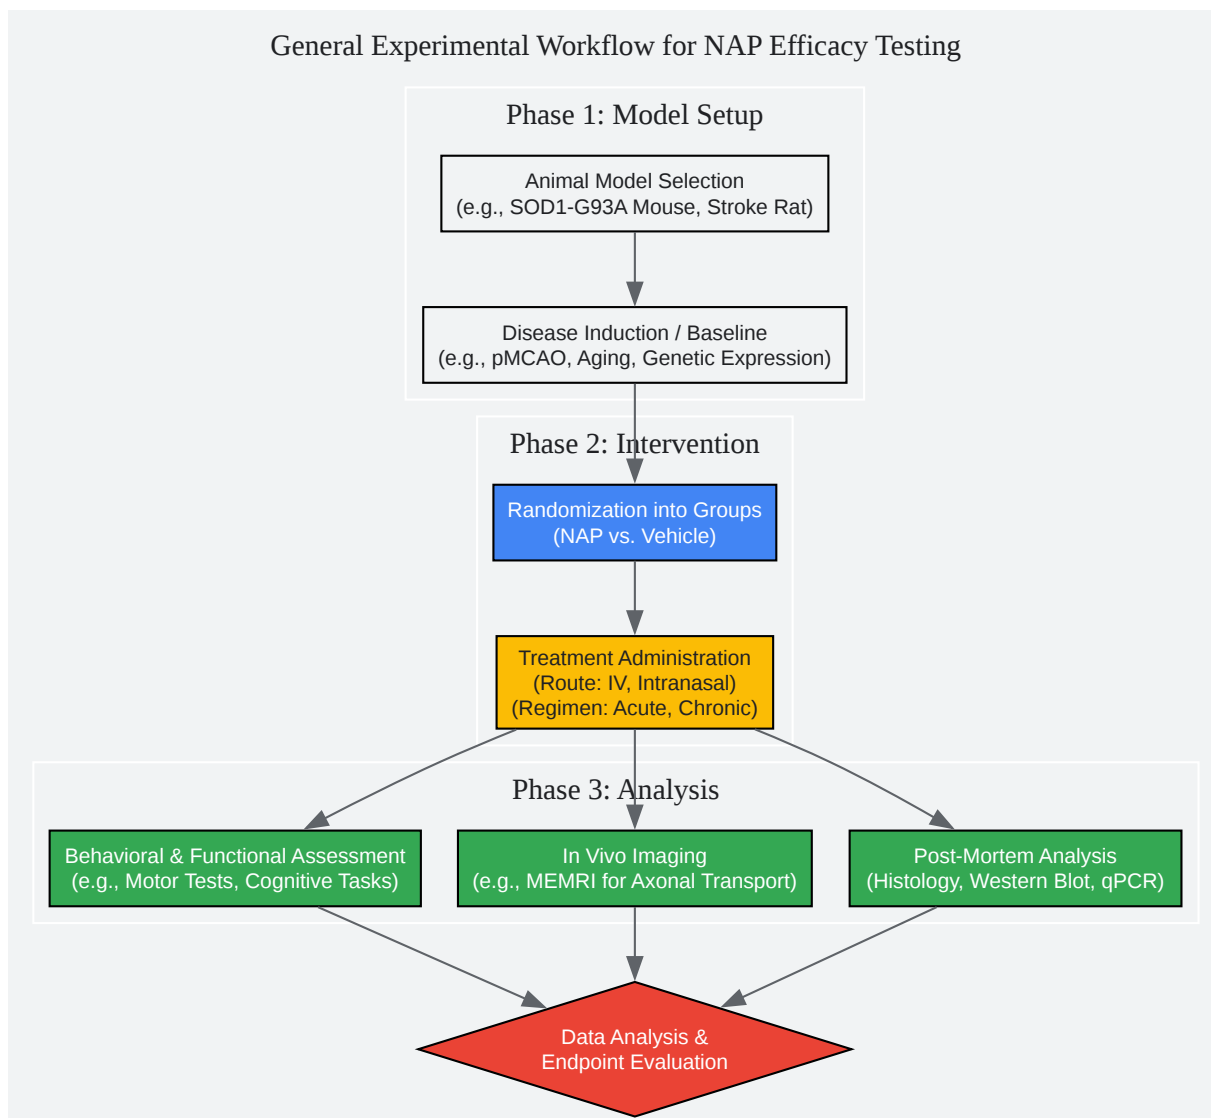 General Experimental Workflow for NAP Efficacy Testing
Phase 1: Model Setup
Animal Model Selection
(e.g., SOD1-G93A Mouse, Stroke Rat)
Disease Induction / Baseline
(e.g., pMCAO, Aging, Genetic Expression)
Phase 2: Intervention
Randomization into Groups
(NAP vs. Vehicle)
Treatment Administration
(Route: IV, Intranasal)
(Regimen: Acute, Chronic)
Phase 3: Analysis
Behavioral & Functional Assessment
(e.g., Motor Tests, Cognitive Tasks)
In Vivo Imaging
(e.g., MEMRI for Axonal Transport)
Post-Mortem Analysis
(Histology, Western Blot, qPCR)
Data Analysis &
Endpoint Evaluation